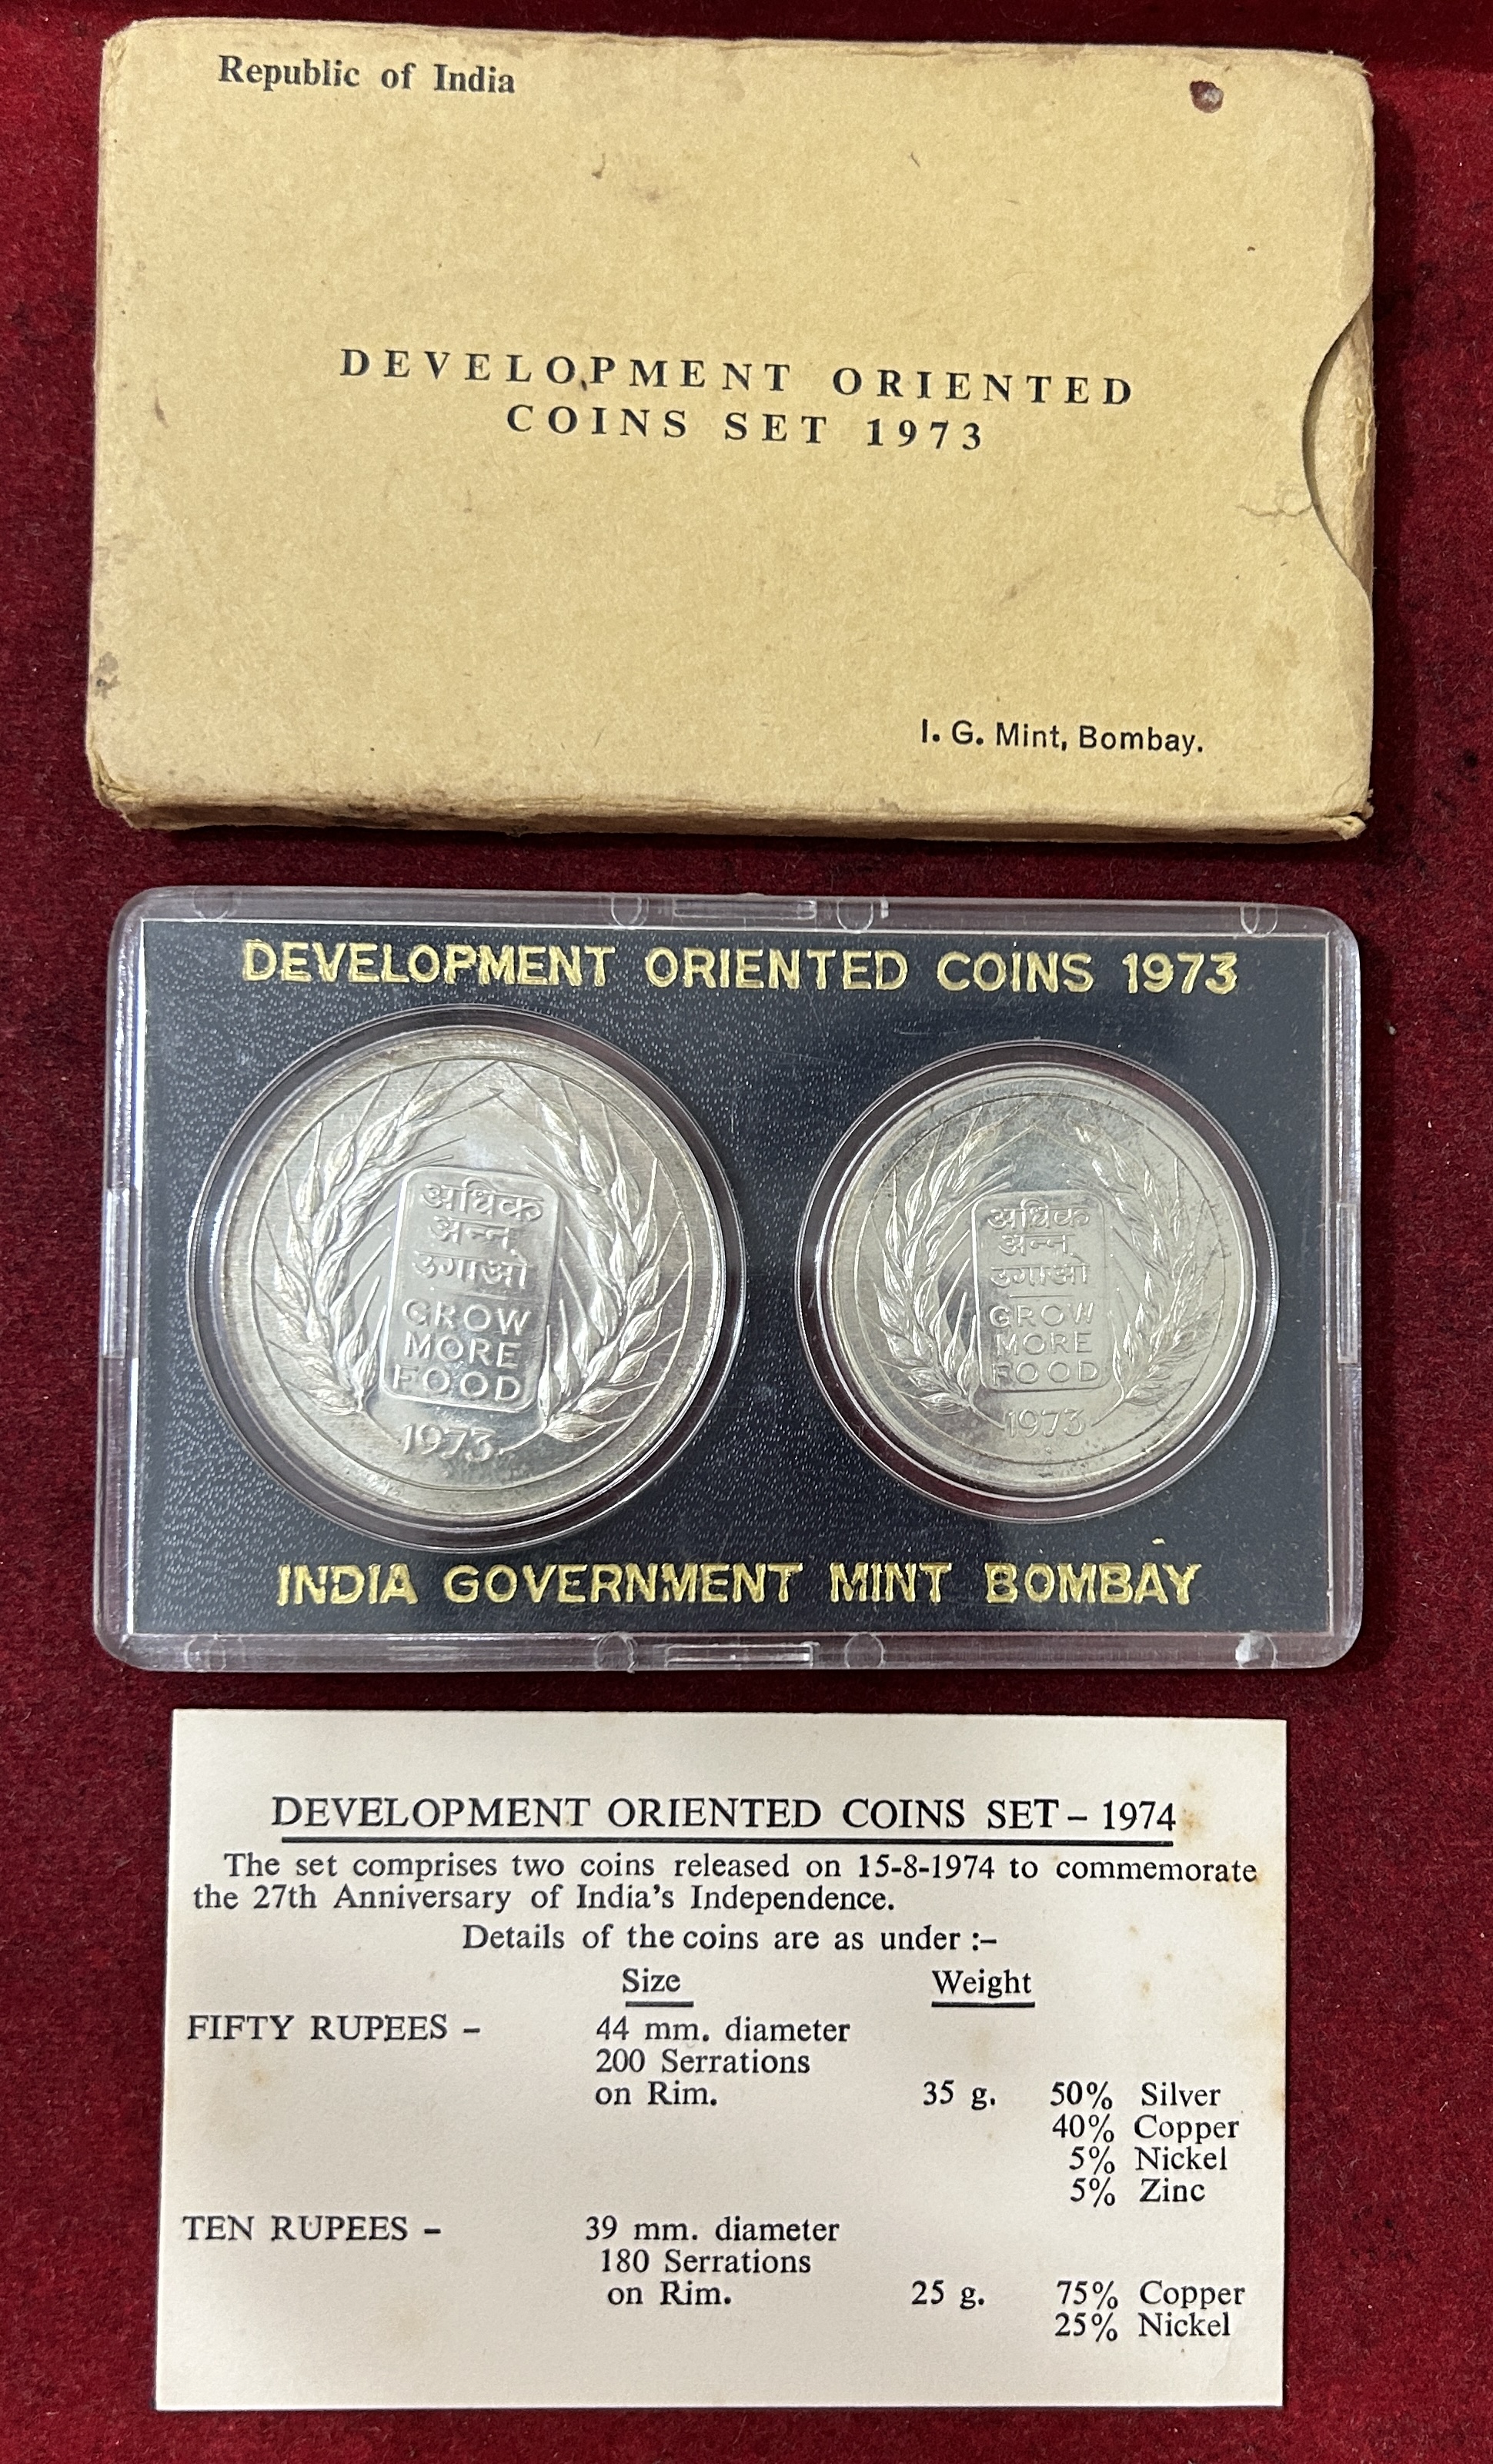 Republic of India
DEVELOPMENT ORIENTED
COINS SET 1973
I. G. Mint, Bombay.
DEVELOPMENT ORIENTED COINS 1973
अधिक
अन्न
उगाओ
GROW
MORE
FOOD
1973
अधिक
अन्न
उगाओ
GROW
MORE
FOOD
1973
INDIA GOVERNMENT MINT BOMBAY
DEVELOPMENT ORIENTED COINS SET – 1974
The set comprises two coins released on 15-8-1974 to commemorate
the 27th Anniversary of India's Independence.
Details of the coins are as under :–
Size Weight
FIFTY RUPEES – 44 mm. diameter
200 Serrations
on Rim. 35 g. 50% Silver
40% Copper
5% Nickel
5% Zinc
TEN RUPEES – 39 mm. diameter
180 Serrations
on Rim. 25 g. 75% Copper
25% Nickel